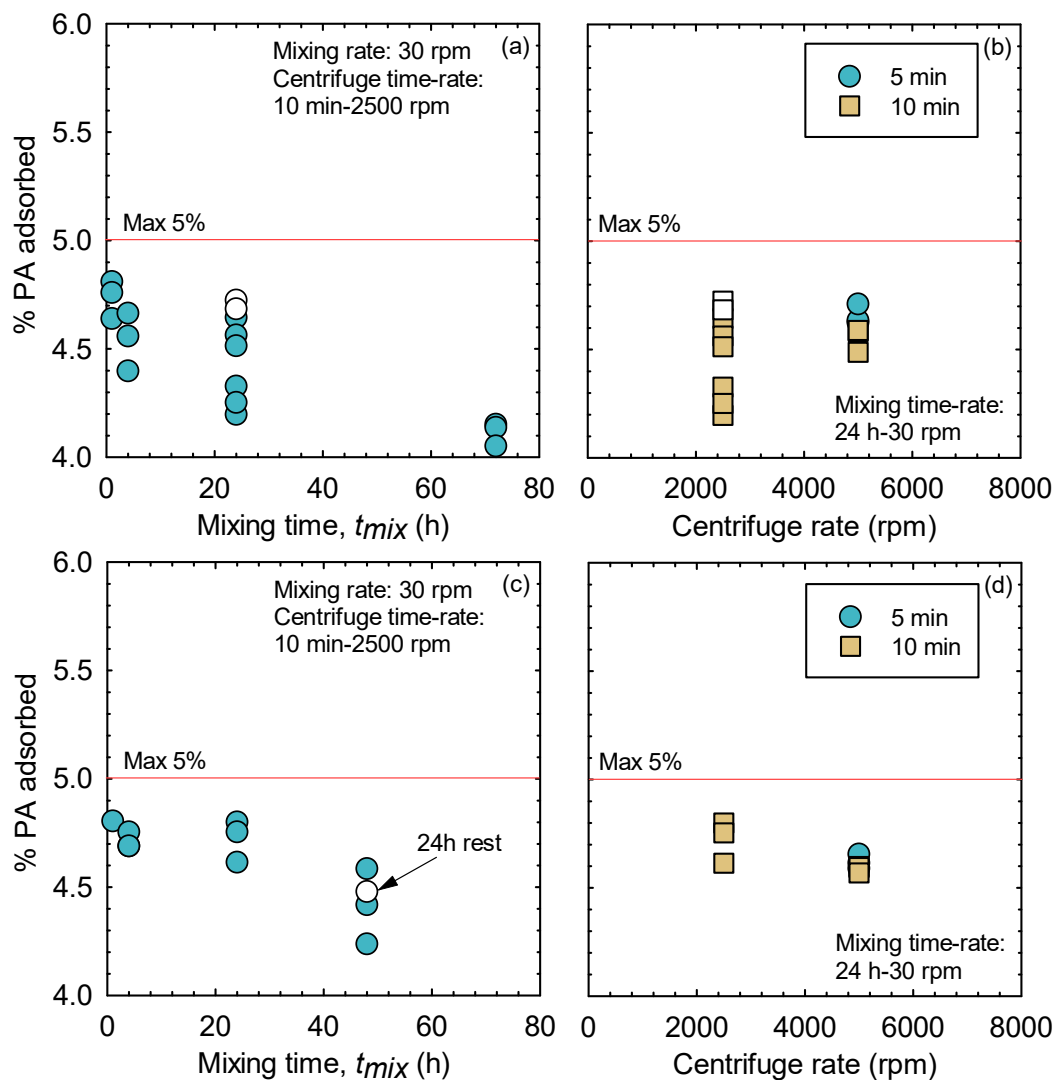 6.0
5.5
5.0
4.5
4.0
% PA adsorbed
Mixing rate: 30 rpm
Centrifuge time-rate:
10 min-2500 rpm
(a)
Max 5%
0 20 40 60 80
Mixing time, tmix (h)
(b)
5 min
10 min
Max 5%
Mixing time-rate:
24 h-30 rpm
0 2000 4000 6000 8000
Centrifuge rate (rpm)
6.0
5.5
5.0
4.5
4.0
% PA adsorbed
Mixing rate: 30 rpm
Centrifuge time-rate:
10 min-2500 rpm
(c)
Max 5%
24h rest
0 20 40 60 80
Mixing time, tmix (h)
(d)
5 min
10 min
Max 5%
Mixing time-rate:
24 h-30 rpm
0 2000 4000 6000 8000
Centrifuge rate (rpm)